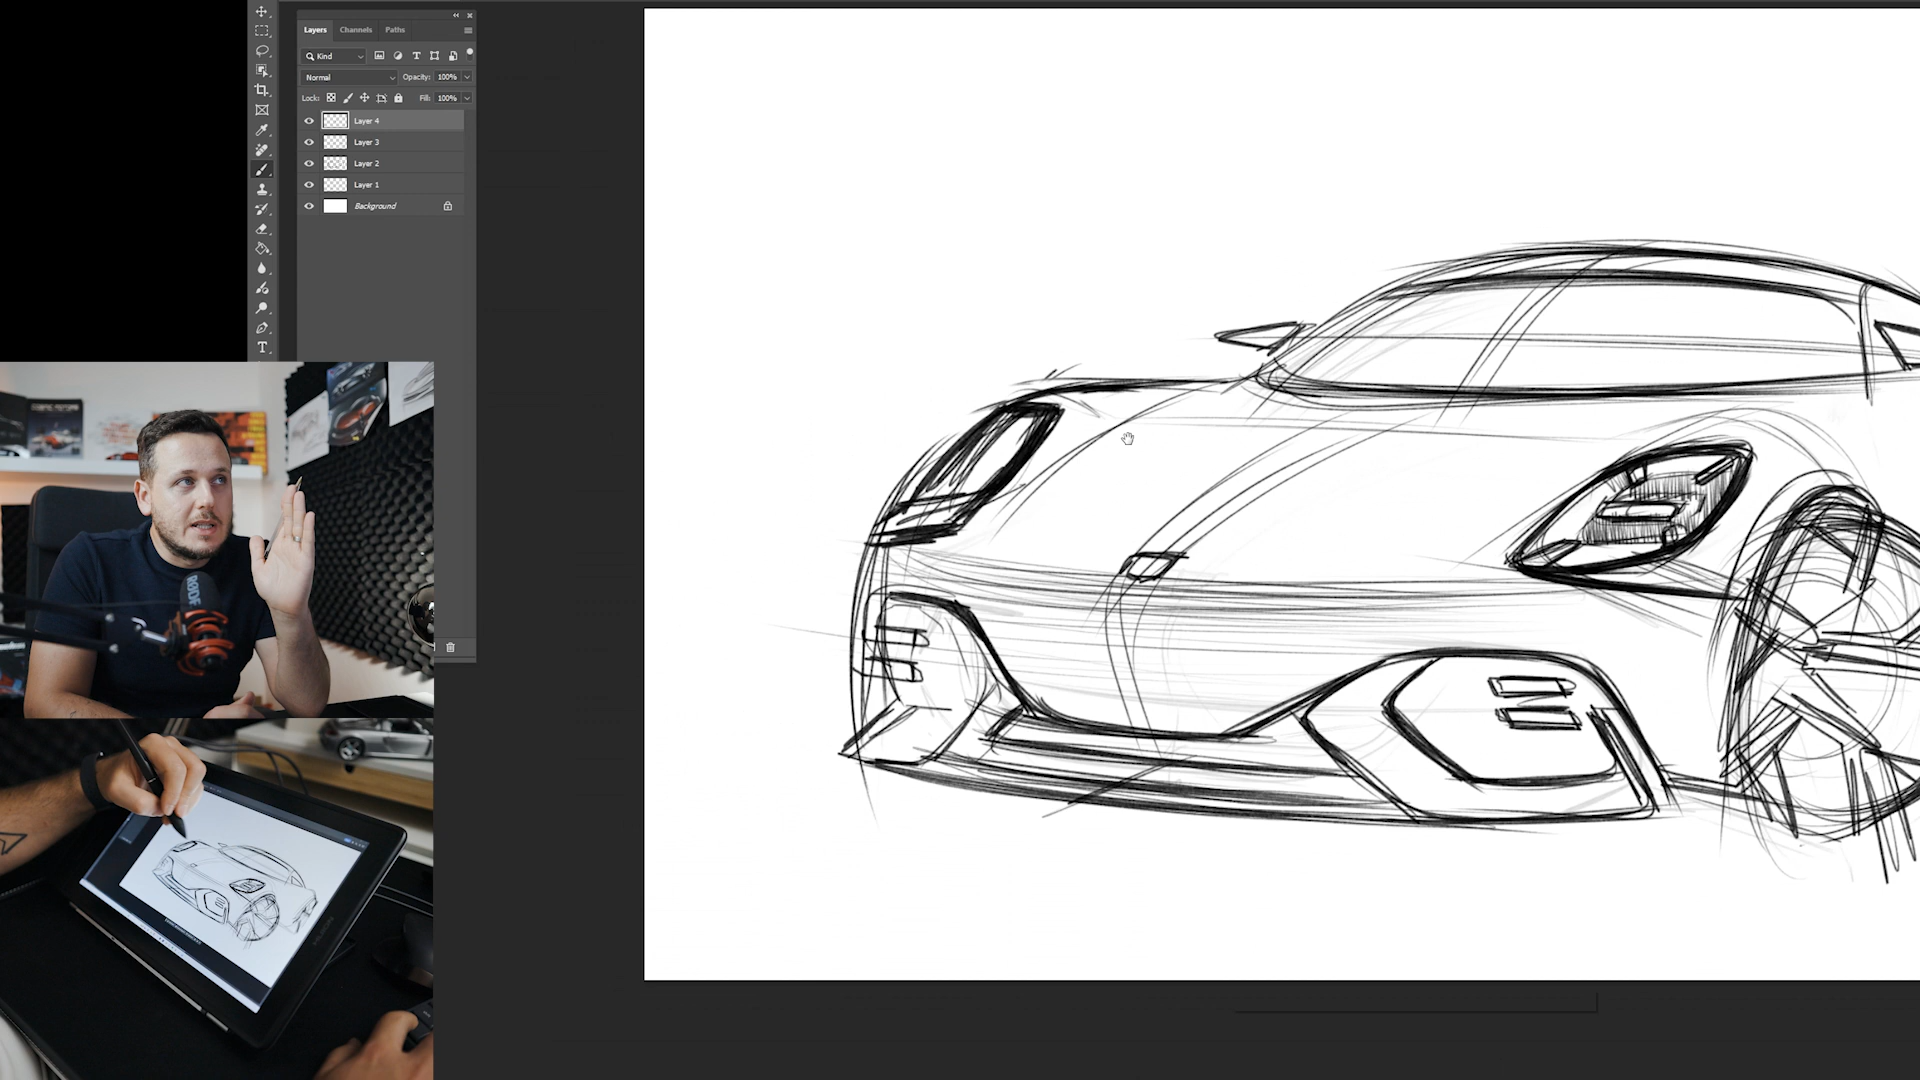 Layers Channels Paths
Kind
T
Normal Opacity: 100%
Lock: Fill: 100%
Layer 4
Layer 3
Layer 2
Layer 1
Background
T
RODE